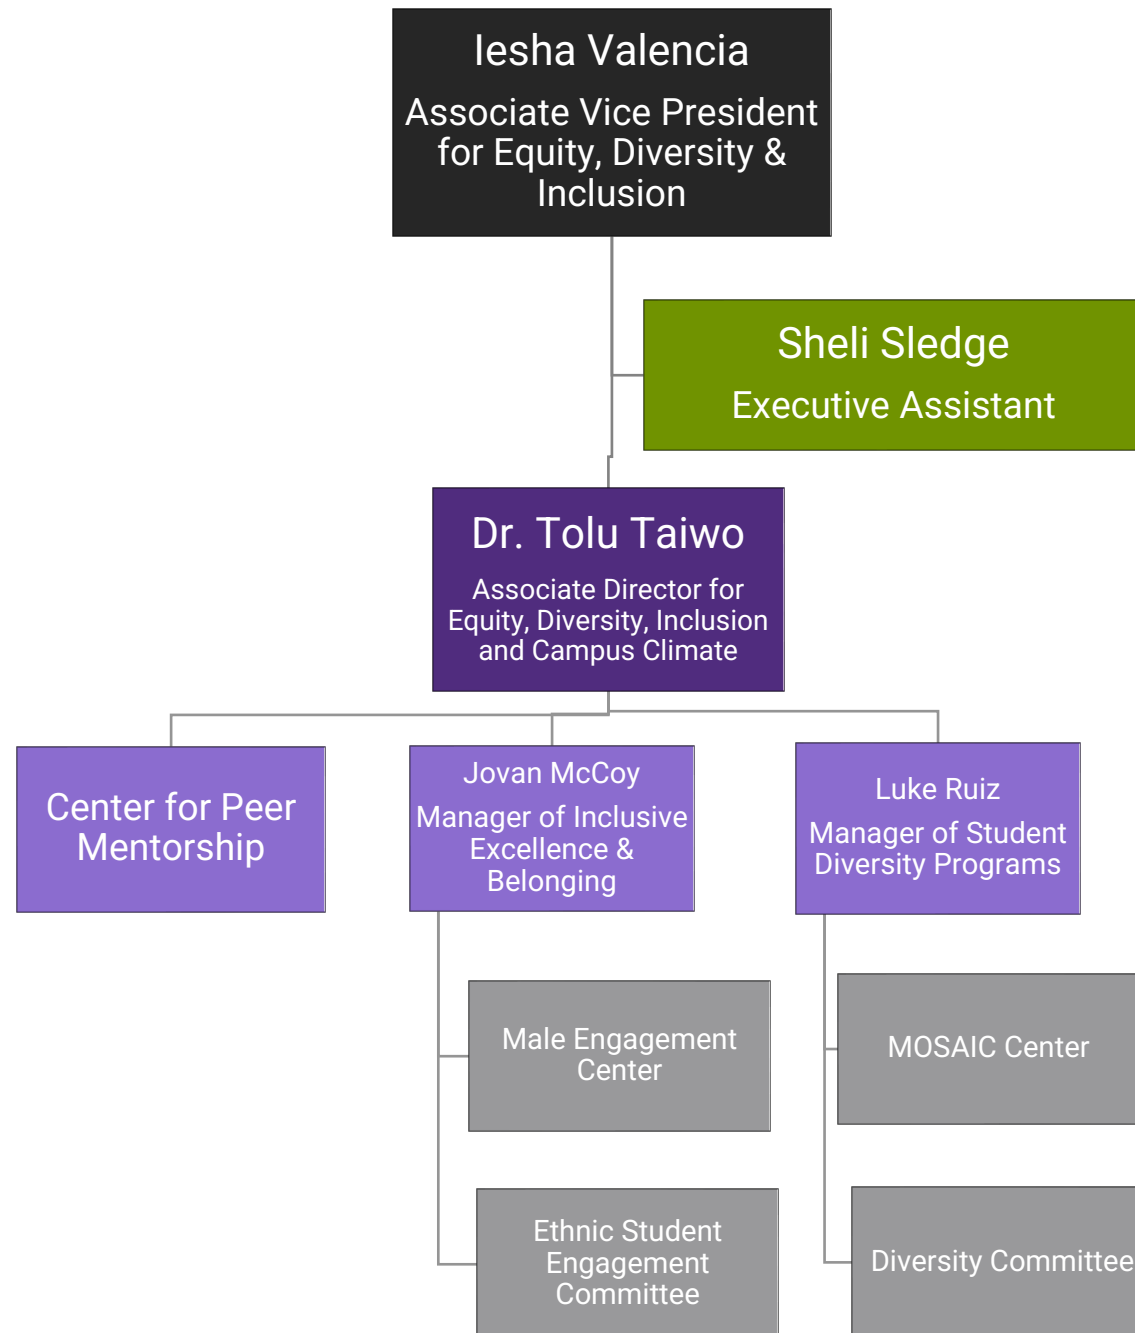 Iesha Valencia
Associate Vice President
for Equity, Diversity &
Inclusion
Sheli Sledge
Executive Assistant
Dr. Tolu Taiwo
Associate Director for
Equity, Diversity, Inclusion
and Campus Climate
Center for Peer
Mentorship
Jovan McCoy
Manager of Inclusive
Excellence &
Belonging
Luke Ruiz
Manager of Student
Diversity Programs
Male Engagement
Center
MOSAIC Center
Ethnic Student
Engagement
Committee
Diversity Committee